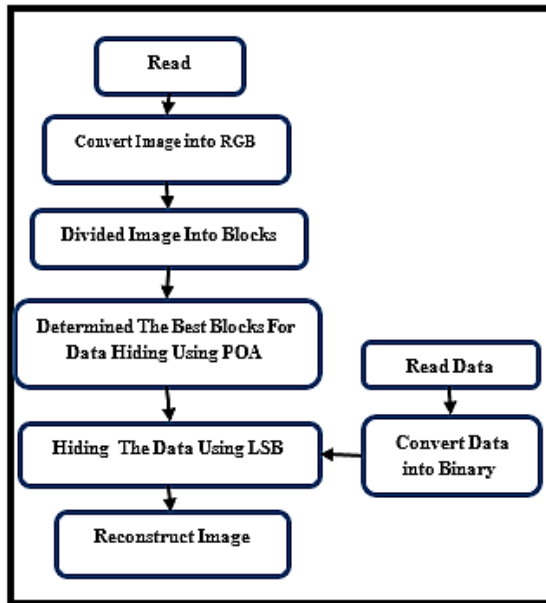 Read
Convert Image into RGB
Divided Image Into Blocks
Determined The Best Blocks For
Data Hiding Using POA
Read Data
Hiding The Data Using LSB
Convert Data
into Binary
Reconstruct Image